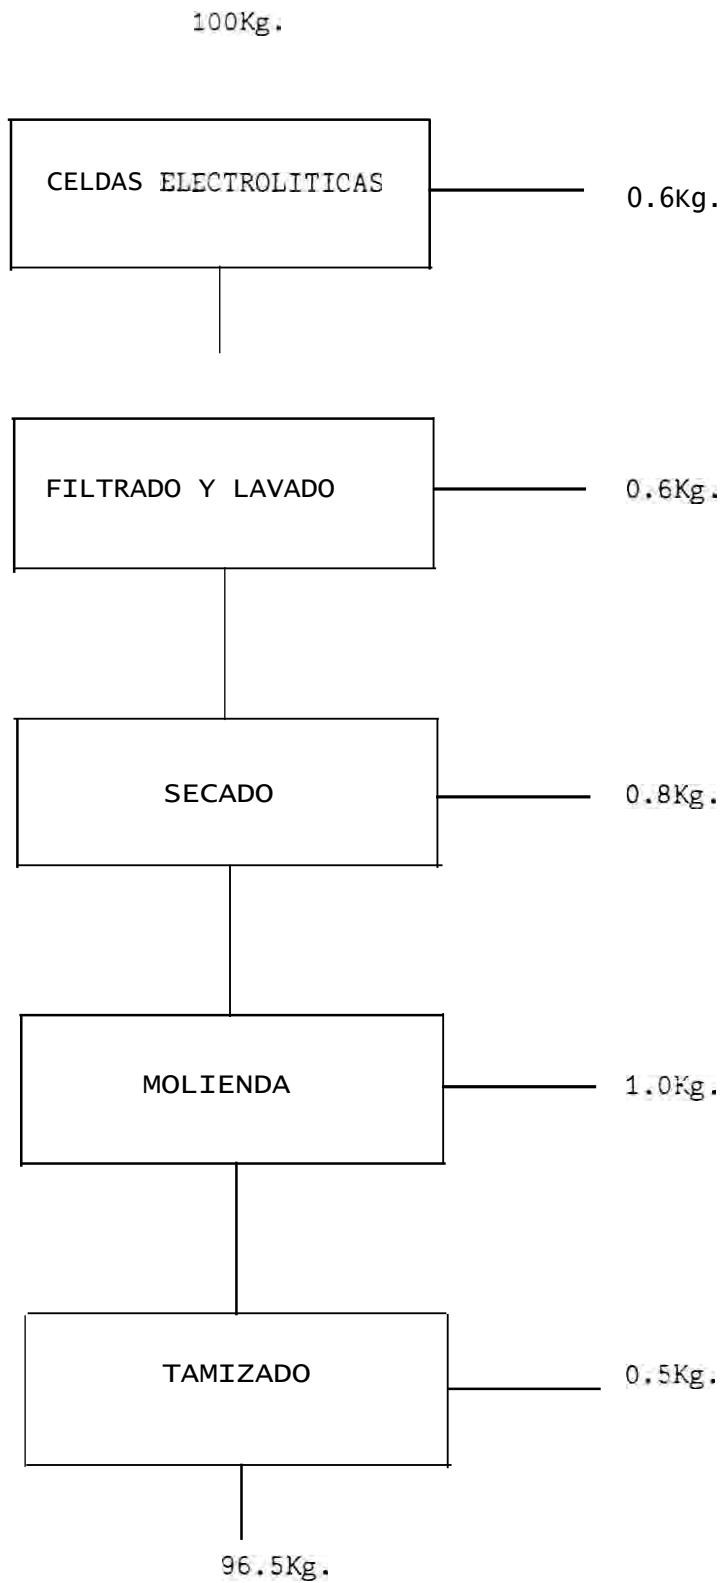 100Kg.
CELDAS ELECTROLITICAS
0.6Kg.
FILTRADO Y LAVADO
0.6Kg.
SECADO
0.8Kg.
MOLIENDA
1.0Kg.
TAMIZADO
0.5Kg.
96.5Kg.